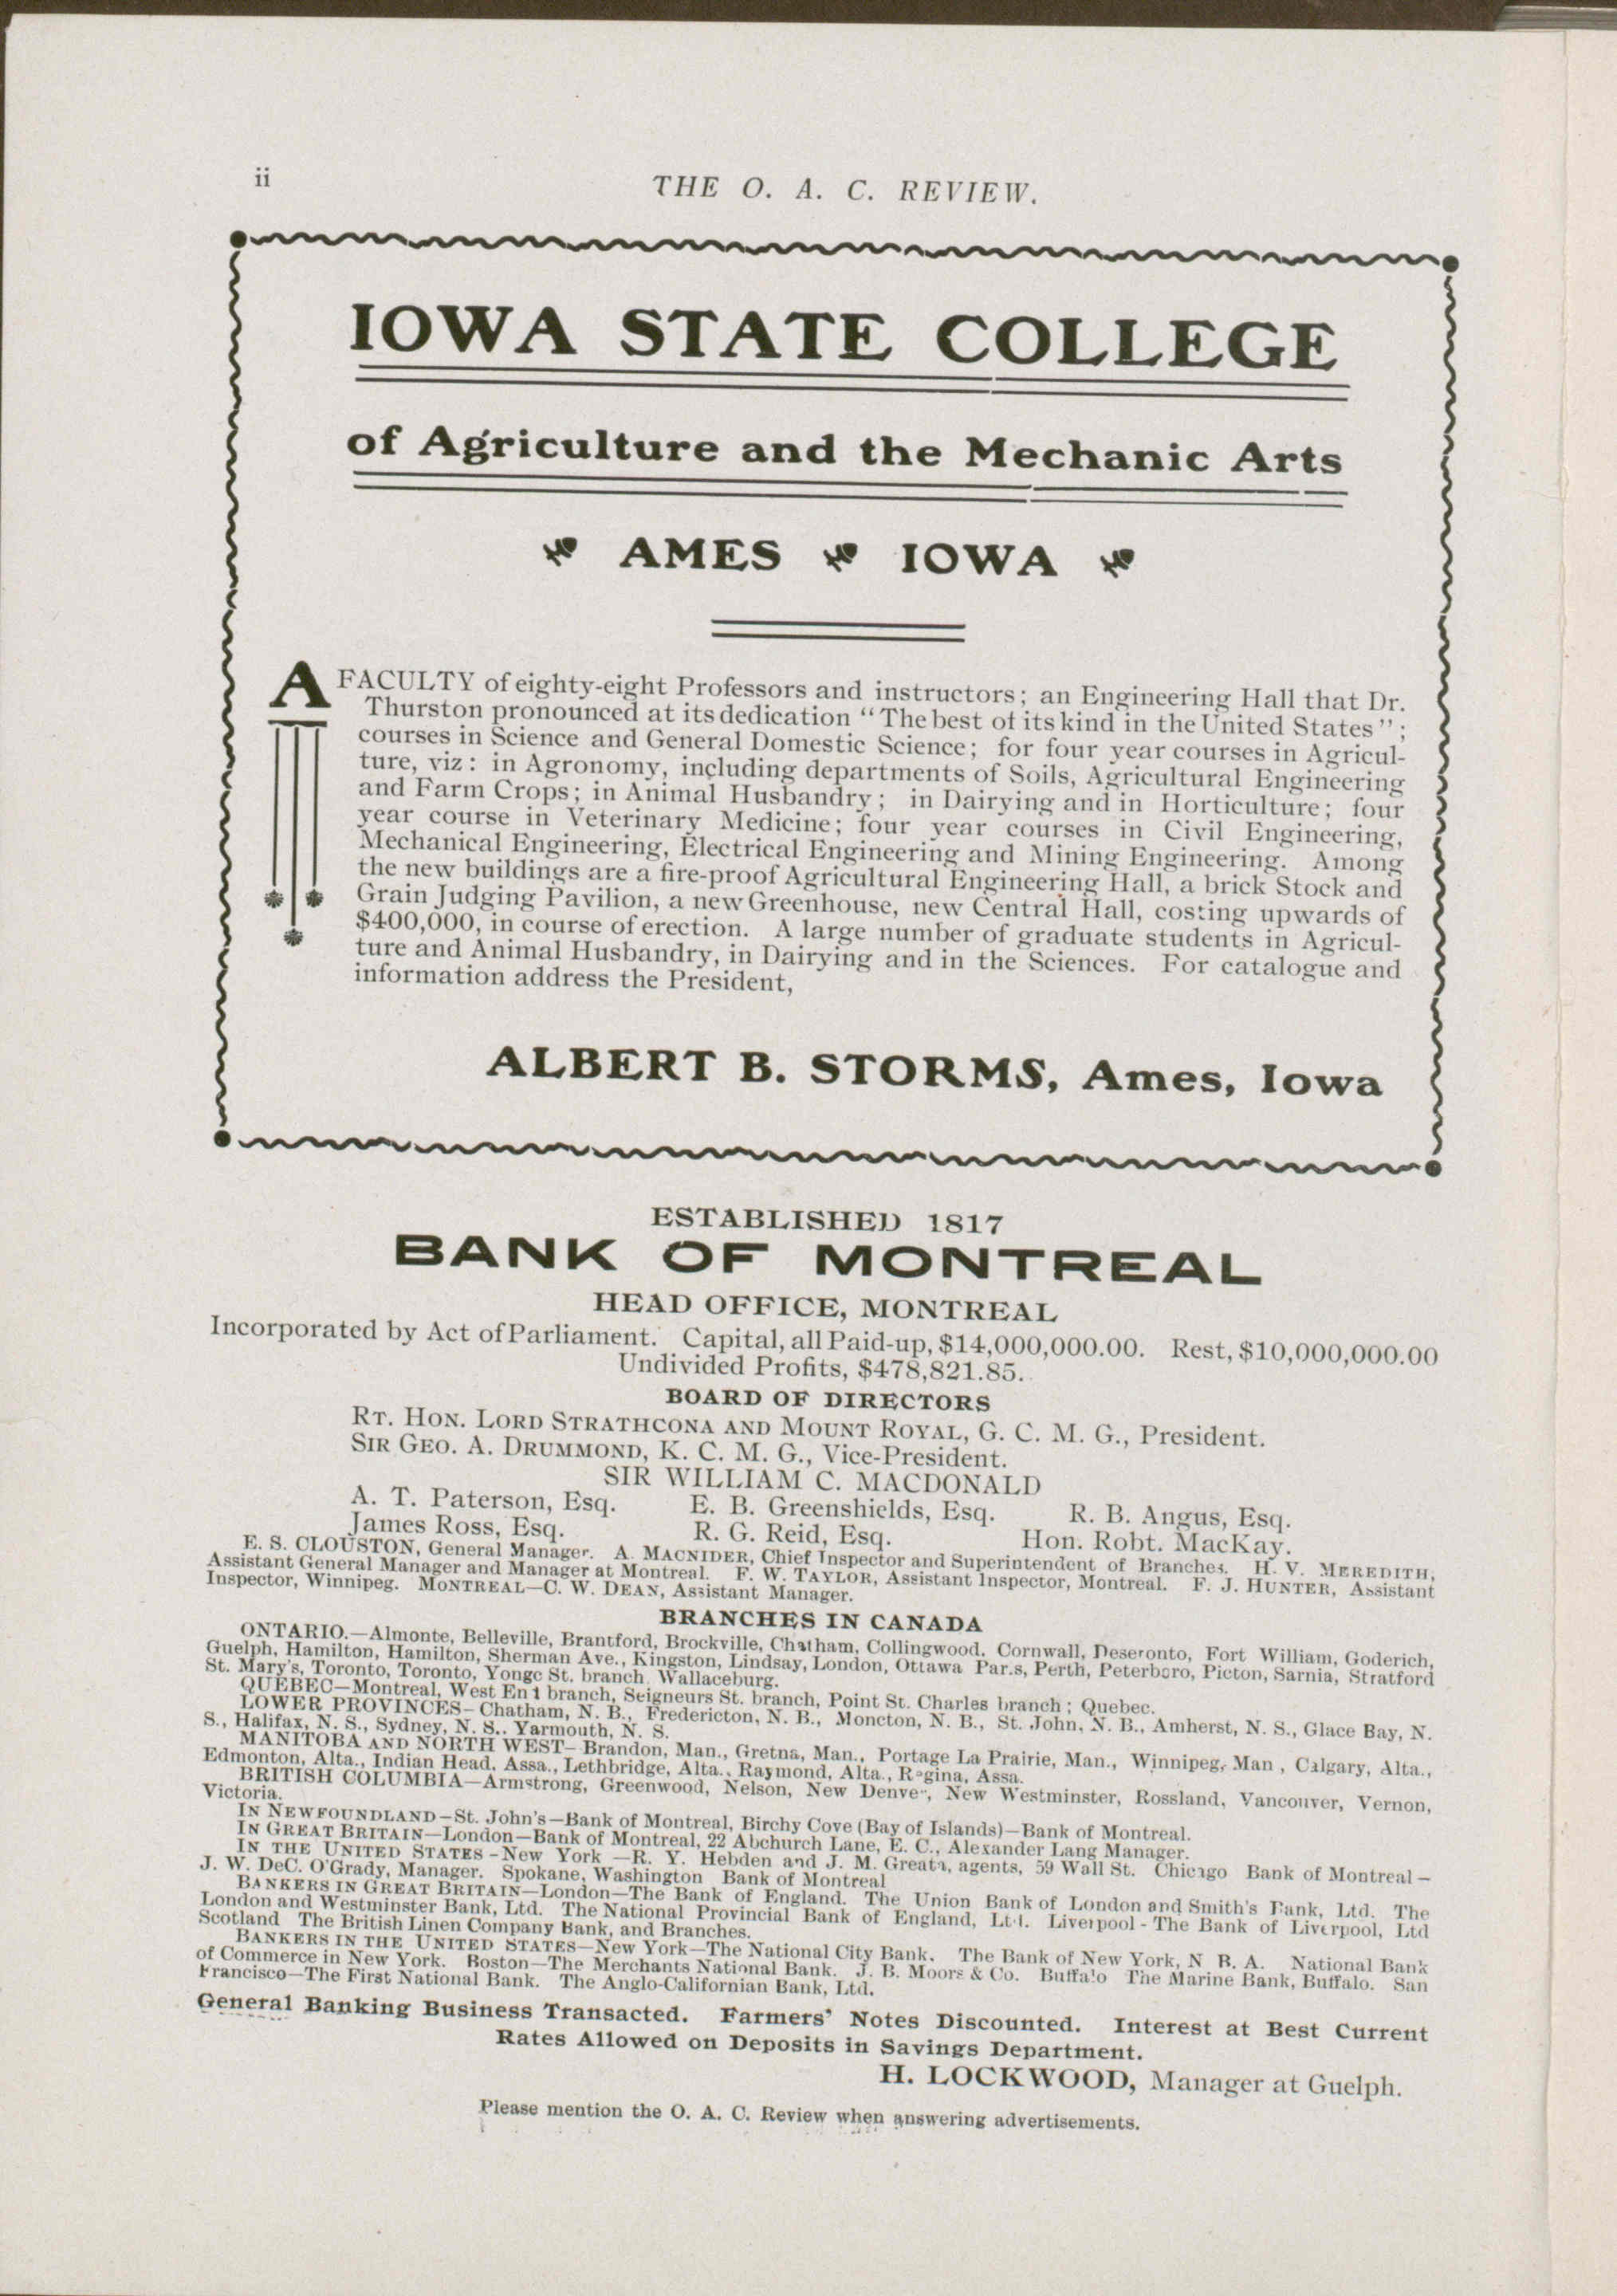 ii
THE O. A. C. REVIEW.
IOWA STATE COLLEGE
of Agriculture and the Mechanic Arts
AMES IOWA
A FACULTY of eighty-eight Professors and instructors; an Engineering Hall that Dr.
Thurston pronounced at its dedication "The best of its kind in the United States";
courses in Science and General Domestic Science; for four year courses in Agricul-
ture, viz: in Agronomy, including departments of Soils, Agricultural Engineering
and Farm Crops; in Animal Husbandry; in Dairying and in Horticulture; four
year course in Veterinary Medicine; four year courses in Civil Engineering,
Mechanical Engineering, Electrical Engineering and Mining Engineering. Among
the new buildings are a fire-proof Agricultural Engineering Hall, a brick Stock and
Grain Judging Pavilion, a new Greenhouse, new Central Hall, costing upwards of
$400,000, in course of erection. A large number of graduate students in Agricul-
ture and Animal Husbandry, in Dairying and in the Sciences. For catalogue and
information address the President,
ALBERT B. STORMS, Ames, Iowa
ESTABLISHED 1817
BANK OF MONTREAL
HEAD OFFICE, MONTREAL
Incorporated by Act of Parliament. Capital, all Paid-up, $14,000,000.00. Rest, $10,000,000.00
Undivided Profits, $478,821.85.
BOARD OF DIRECTORS
RT. HON. LORD STRATHCONA AND MOUNT ROYAL, G. C. M. G., President.
SIR GEO. A. DRUMMOND, K. C. M. G., Vice-President.
SIR WILLIAM C. MACDONALD
A. T. Paterson, Esq. E. B. Greenshields, Esq. R. B. Angus, Esq.
James Ross, Esq. R. G. Reid, Esq. Hon. Robt. MacKay.
E. S. CLOUSTON, General Manager. A. MACNIDER, Chief Inspector and Superintendent of Branches. H. V. MEREDITH,
Assistant General Manager and Manager at Montreal. F. W. TAYLOR, Assistant Inspector, Montreal. F. J. HUNTER, Assistant
Inspector, Winnipeg. MONTREAL—C. W. DEAN, Assistant Manager.
BRANCHES IN CANADA
ONTARIO.—Almonte, Belleville, Brantford, Brockville, Chatham, Collingwood, Cornwall, Deseronto, Fort William, Goderich,
Guelph, Hamilton, Hamilton, Sherman Ave., Kingston, Lindsay, London, Ottawa Paris, Perth, Peterboro, Picton, Sarnia, Stratford
St. Mary's, Toronto, Toronto, Yonge St. branch, Wallaceburg.
QUEBEC—Montreal, West End branch, Seigneurs St. branch, Point St. Charles branch; Quebec.
LOWER PROVINCES—Chatham, N. B., Fredericton, N. B., Moncton, N. B., St. John, N. B., Amherst, N. S., Glace Bay, N.
S., Halifax, N. S., Sydney, N. S., Yarmouth, N. S.
MANITOBA AND NORTH WEST—Brandon, Man., Gretna, Man., Portage La Prairie, Man., Winnipeg, Man, Calgary, Alta.,
Edmonton, Alta., Indian Head, Assa., Lethbridge, Alta., Raymond, Alta., Regina, Assa.
BRITISH COLUMBIA—Armstrong, Greenwood, Nelson, New Denver, New Westminster, Rossland, Vancouver, Vernon,
Victoria.
IN NEWFOUNDLAND—St. John's—Bank of Montreal, Birchy Cove (Bay of Islands)—Bank of Montreal.
IN GREAT BRITAIN—London—Bank of Montreal, 22 Abchurch Lane, E. C., Alexander Lang Manager.
IN THE UNITED STATES—New York—R. Y. Hebden and J. M. Greata, agents, 59 Wall St. Chicago Bank of Montreal—
J. W. DeC. O'Grady, Manager. Spokane, Washington Bank of Montreal
BANKERS IN GREAT BRITAIN—London—The Bank of England. The Union Bank of London and Smith's Bank, Ltd. The
London and Westminster Bank, Ltd. The National Provincial Bank of England, Ltd. Liverpool - The Bank of Liverpool, Ltd
Scotland The British Linen Company Bank, and Branches.
BANKERS IN THE UNITED STATES—New York—The National City Bank. The Bank of New York, N. B. A. National Bank
of Commerce in New York. Boston—The Merchants National Bank. J. B. Moors & Co. Buffalo The Marine Bank, Buffalo. San
Francisco—The First National Bank. The Anglo-Californian Bank, Ltd.
General Banking Business Transacted. Farmers' Notes Discounted. Interest at Best Current
Rates Allowed on Deposits in Savings Department.
H. LOCKWOOD, Manager at Guelph.
Please mention the O. A. C. Review when answering advertisements.